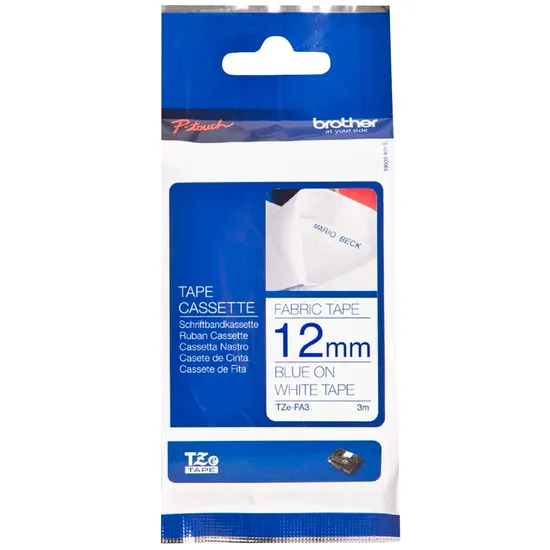 P-touch
brother
at your side
TAPE
CASSETTE
Schriftbandkassette
Ruban Cassette
Cassetta Nastro
Casete de Cinta
Cassete de Fita
MARIO BECK
FABRIC TAPE
12mm
BLUE ON
WHITE TAPE
TZe-FA3 3m
TZe
TAPE